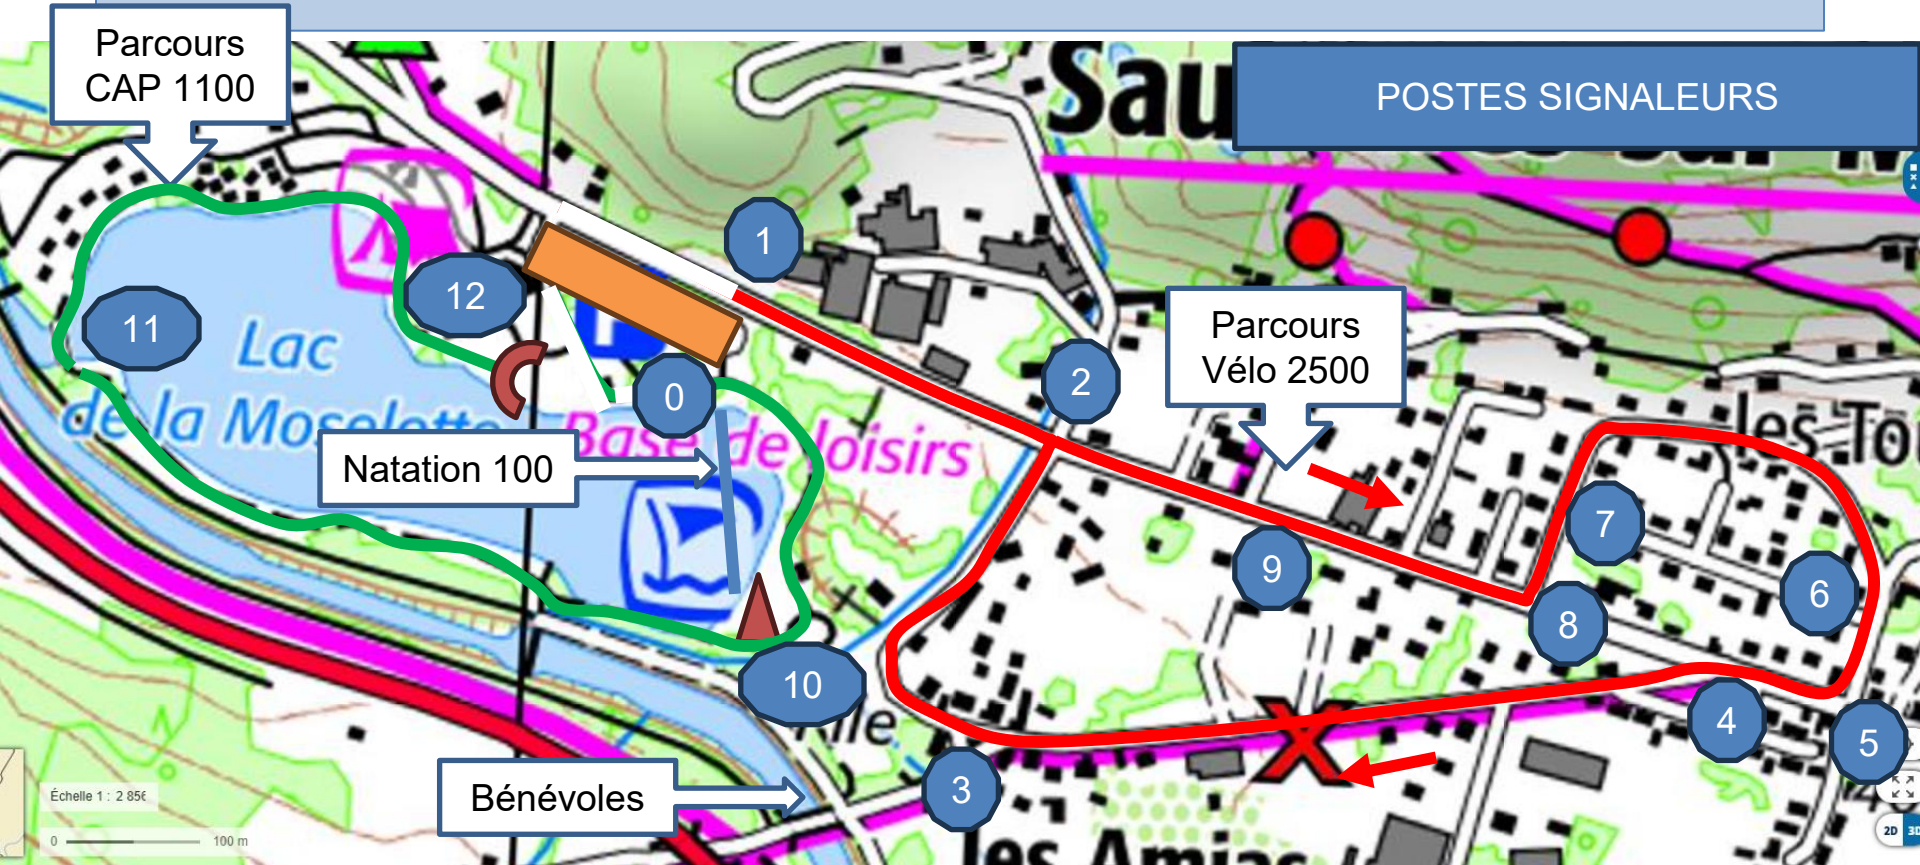 Parcours
CAP 1100
POSTES SIGNALEURS
Sau
1
12
11
Lac
de la Moselotte
0
2
Parcours
Vélo 2500
les Tou
Base de loisirs
Natation 100
7
9
6
8
10
4
5
3
Bénévoles
les Amias
Échelle 1 : 2 856
0
100 m
2D
3D